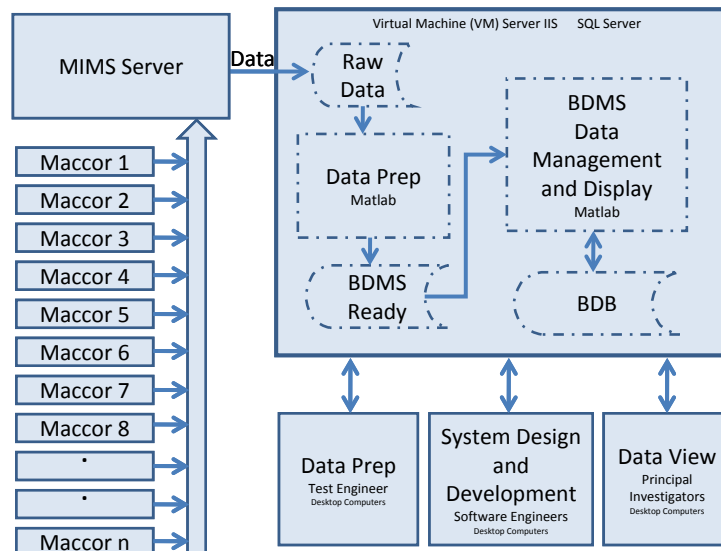 Virtual Machine (VM) Server IIS SQL Server
MIMS Server
Data
Raw
Data
BDMS
Data
Management
and Display
Matlab
Data Prep
Matlab
BDMS
Ready
BDB
Maccor 1
Maccor 2
Maccor 3
Maccor 4
Maccor 5
Maccor 6
Maccor 7
Maccor 8
.
.
Maccor n
Data Prep
Test Engineer
Desktop Computers
System Design
and
Development
Software Engineers
Desktop Computers
Data View
Principal
Investigators
Desktop Computers